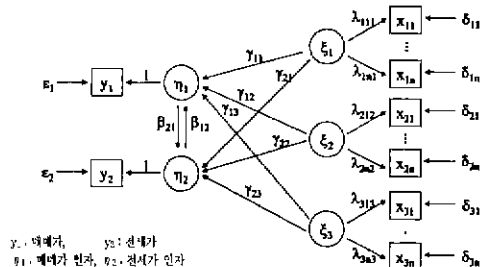 λ₁₁₁ x₁₁ δ₁₁
ξ₁
γ₁₁ λ₁ₙ₁ x₁ₙ δ₁ₙ
ε₁ y₁ 1 η₁ γ₂₁
γ₁₂ λ₂₁₂ x₂₁ δ₂₁
β₂₁ β₁₂ γ₁₃ ξ₂
γ₂₂ λ₂ₙ₂ x₂ₙ δ₂ₙ
ε₂ y₂ 1 η₂
γ₂₃ λ₃₁₃ x₃₁ δ₃₁
ξ₃
y₁: 매매가, y₂: 전세가
η₁: 매매가 인자, η₂: 전세가 인자 λ₃ₙ₃ x₃ₙ δ₃ₙ